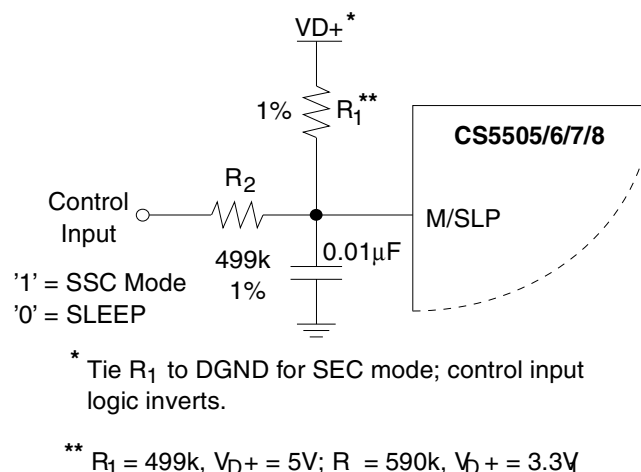 VD+*
1% R1**
CS5505/6/7/8
R2
Control
Input
M/SLP
499k 0.01µF
1%
'1' = SSC Mode
'0' = SLEEP
* Tie R1 to DGND for SEC mode; control input
logic inverts.
** R1 = 499k, VD+ = 5V; R = 590k, VD+ = 3.3V1